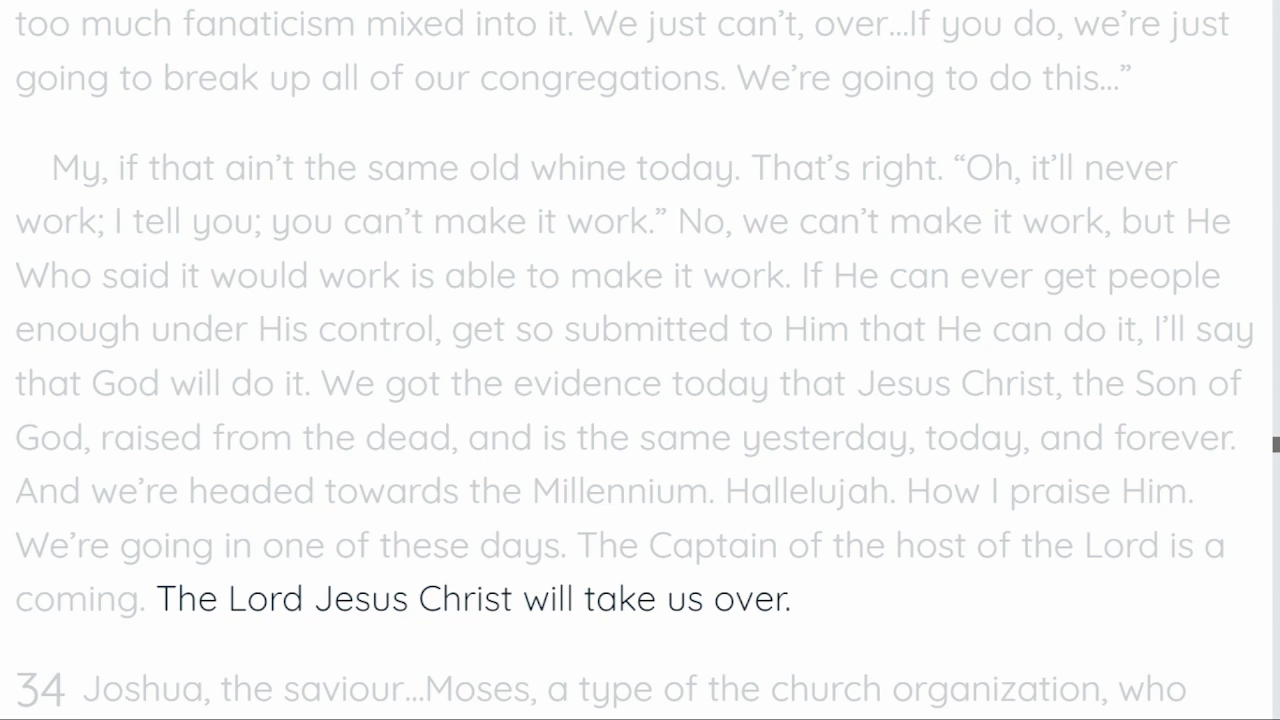 too much fanaticism mixed into it. We just can’t, over...If you do, we’re just
going to break up all of our congregations. We’re going to do this...”
My, if that ain’t the same old whine today. That’s right. “Oh, it’ll never
work; I tell you; you can’t make it work.” No, we can’t make it work, but He
Who said it would work is able to make it work. If He can ever get people
enough under His control, get so submitted to Him that He can do it, I’ll say
that God will do it. We got the evidence today that Jesus Christ, the Son of
God, raised from the dead, and is the same yesterday, today, and forever.
And we’re headed towards the Millennium. Hallelujah. How I praise Him.
We’re going in one of these days. The Captain of the host of the Lord is a
coming. The Lord Jesus Christ will take us over.
34 Joshua, the saviour...Moses, a type of the church organization, who